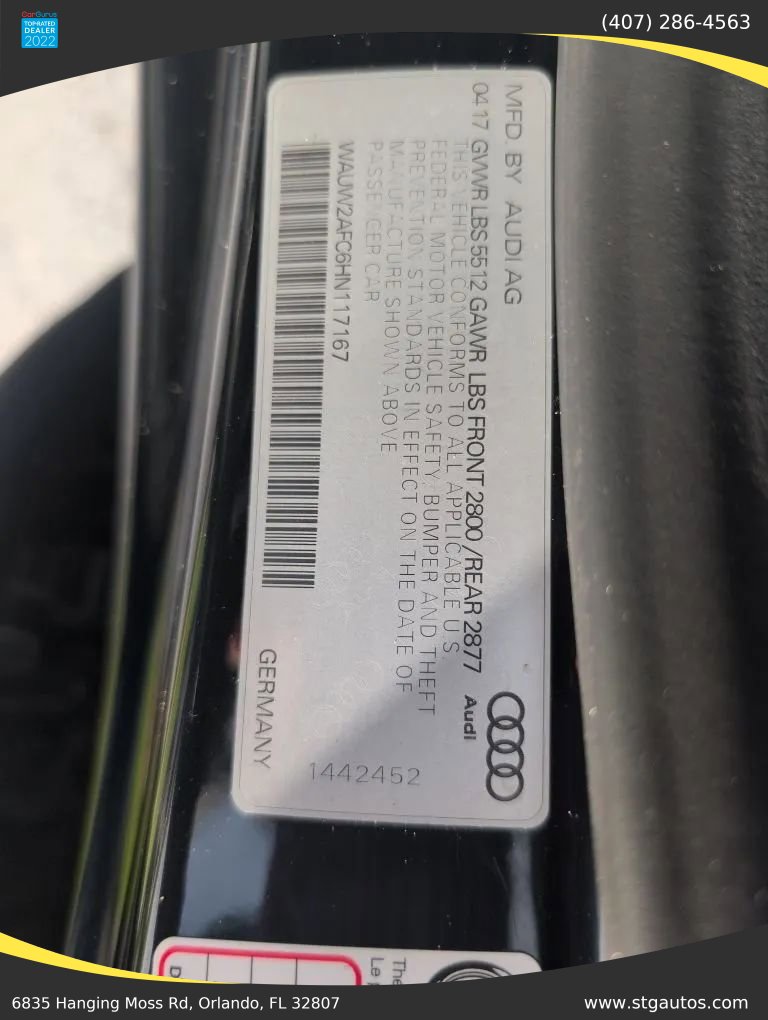 CarGurus
TOP RATED
DEALER
2022
(407) 286-4563
MFD. BY AUDI AG
04 17 GVWR LBS 5512 GAWR LBS FRONT 2800 /REAR 2877
THIS VEHICLE CONFORMS TO ALL APPLICABLE U S
FEDERAL MOTOR VEHICLE SAFETY, BUMPER AND THEFT
PREVENTION STANDARDS IN EFFECT ON THE DATE OF
MANUFACTURE SHOWN ABOVE
PASSENGER CAR
WAUW2AFC6HN117167
Audi
GERMANY
1442452
The
Le
6835 Hanging Moss Rd, Orlando, FL 32807
www.stgautos.com